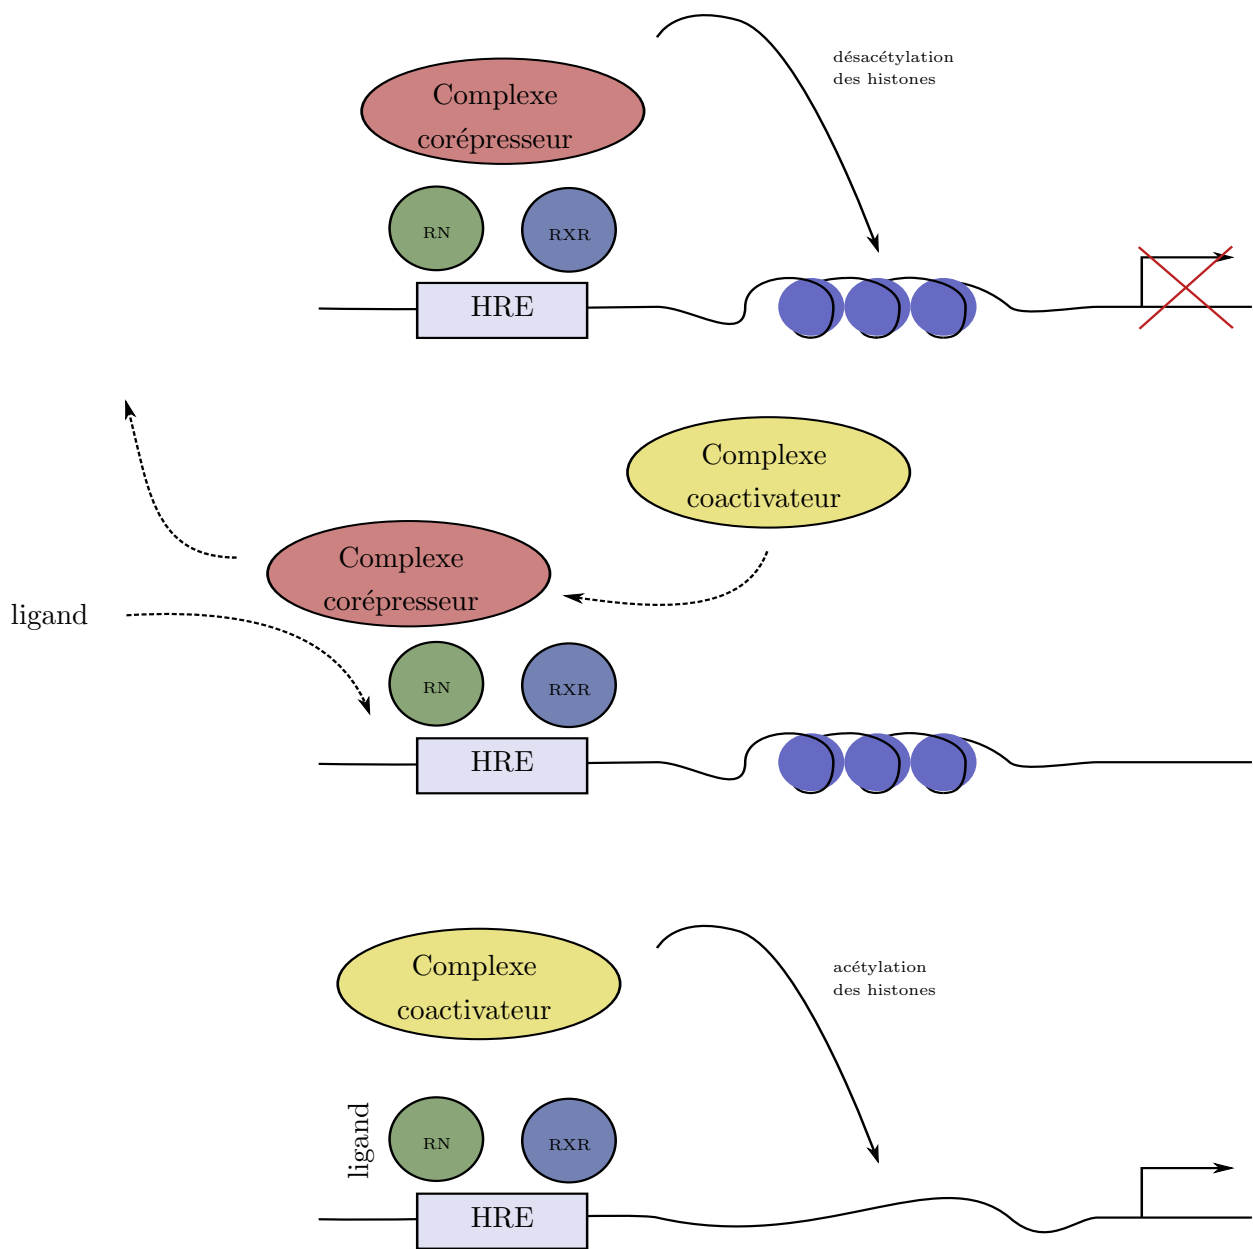 désacétylation
des histones
Complexe
corépresseur
RN
RXR
HRE
Complexe
coactivateur
Complexe
corépresseur
ligand
RN
RXR
HRE
Complexe
coactivateur
acétylation
des histones
ligand
RN
RXR
HRE